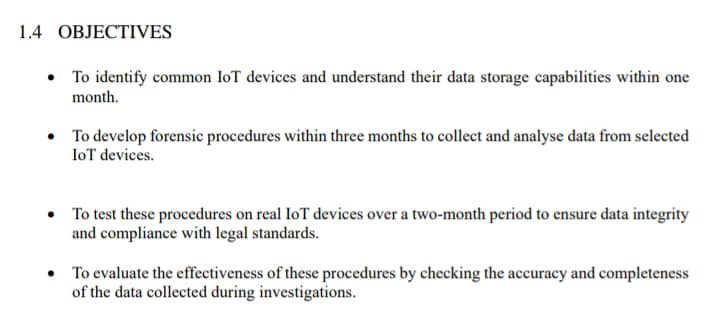 1.4 OBJECTIVES
• To identify common IoT devices and understand their data storage capabilities within one
month.
• To develop forensic procedures within three months to collect and analyse data from selected
IoT devices.
• To test these procedures on real IoT devices over a two-month period to ensure data integrity
and compliance with legal standards.
• To evaluate the effectiveness of these procedures by checking the accuracy and completeness
of the data collected during investigations.